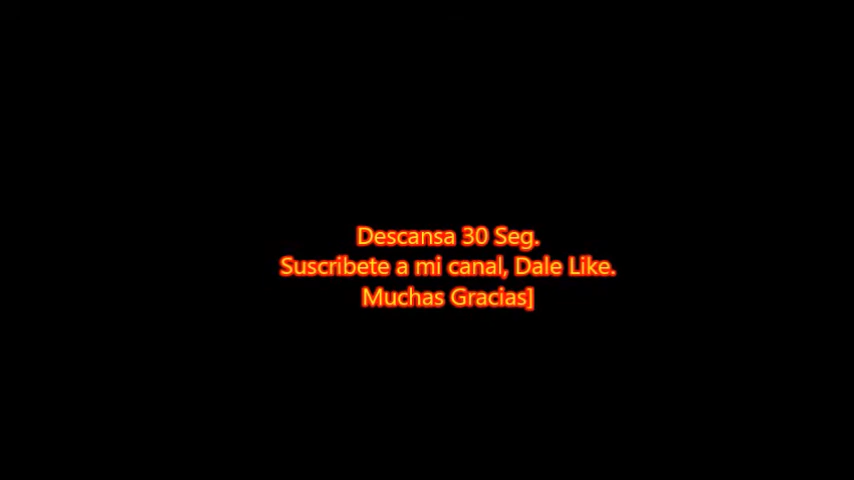 Descansa 30 Seg.
Suscribete a mi canal, Dale Like.
Muchas Gracias]